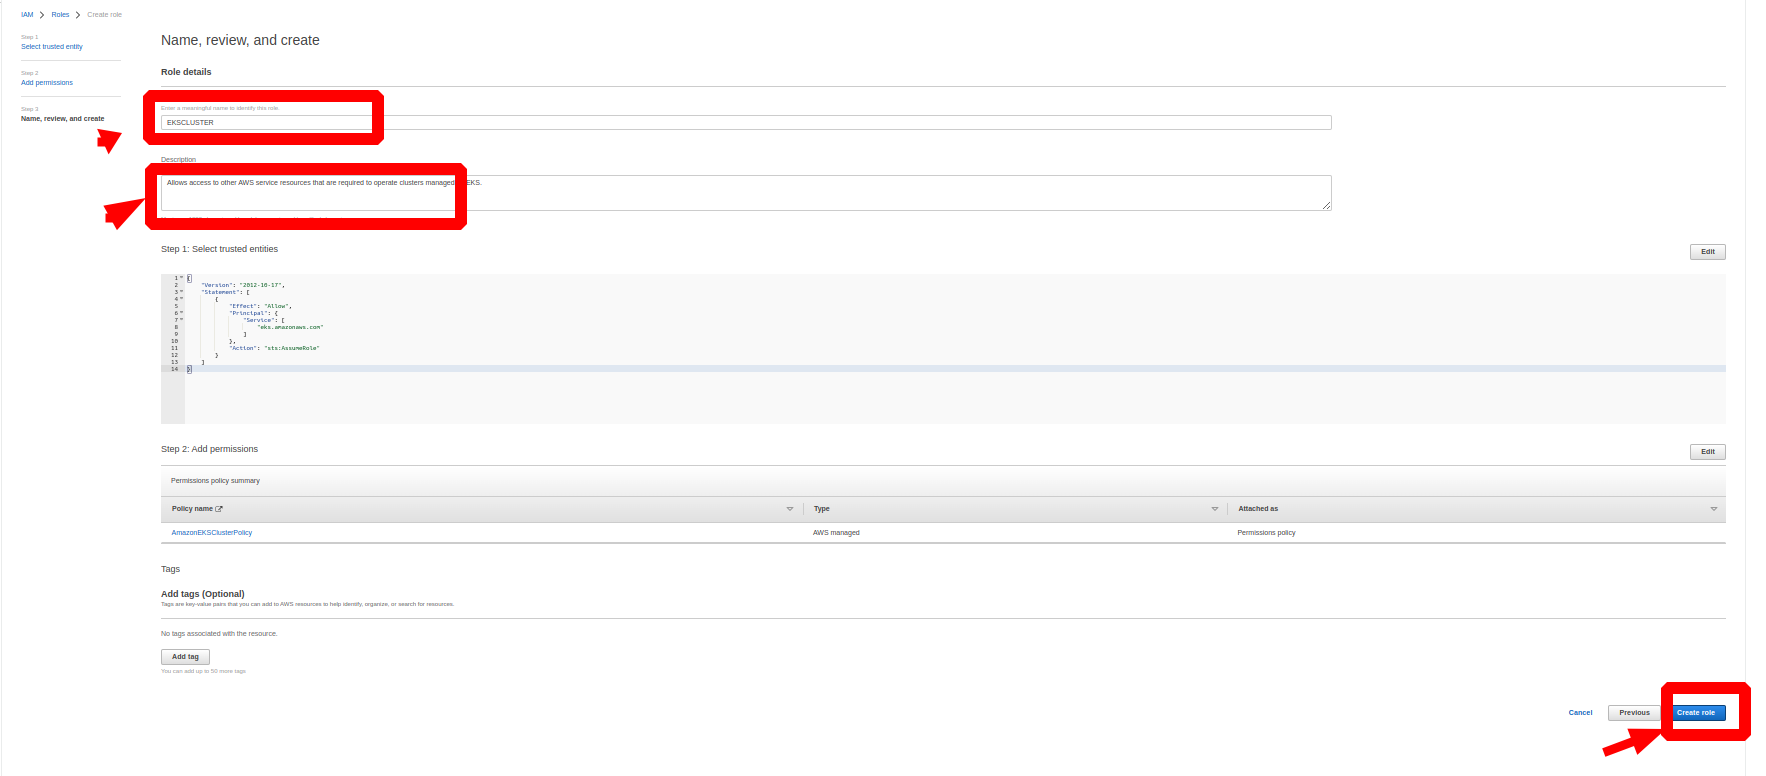 IAM > Roles > Create role
Step 1
Select trusted entity
Step 2
Add permissions
Step 3
Name, review, and create
Name, review, and create
Role details
Enter a meaningful name to identify this role.
EKSCLUSTER
Description
Allows access to other AWS service resources that are required to operate clusters managed EKS.
Step 1: Select trusted entities
Edit
1 {
2 "Version": "2012-10-17",
3 "Statement": [
4 {
5 "Effect": "Allow",
6 "Principal": {
7 "Service": [
8 "eks.amazonaws.com"
9 ]
10 },
11 "Action": "sts:AssumeRole"
12 }
13 ]
14 }
Step 2: Add permissions
Edit
Permissions policy summary
Policy name Type Attached as
AmazonEKSClusterPolicy AWS managed Permissions policy
Tags
Add tags (Optional)
Tags are key-value pairs that you can add to AWS resources to help identify, organize, or search for resources.
No tags associated with the resource.
Add tag
You can add up to 50 more tags
Cancel Previous Create role